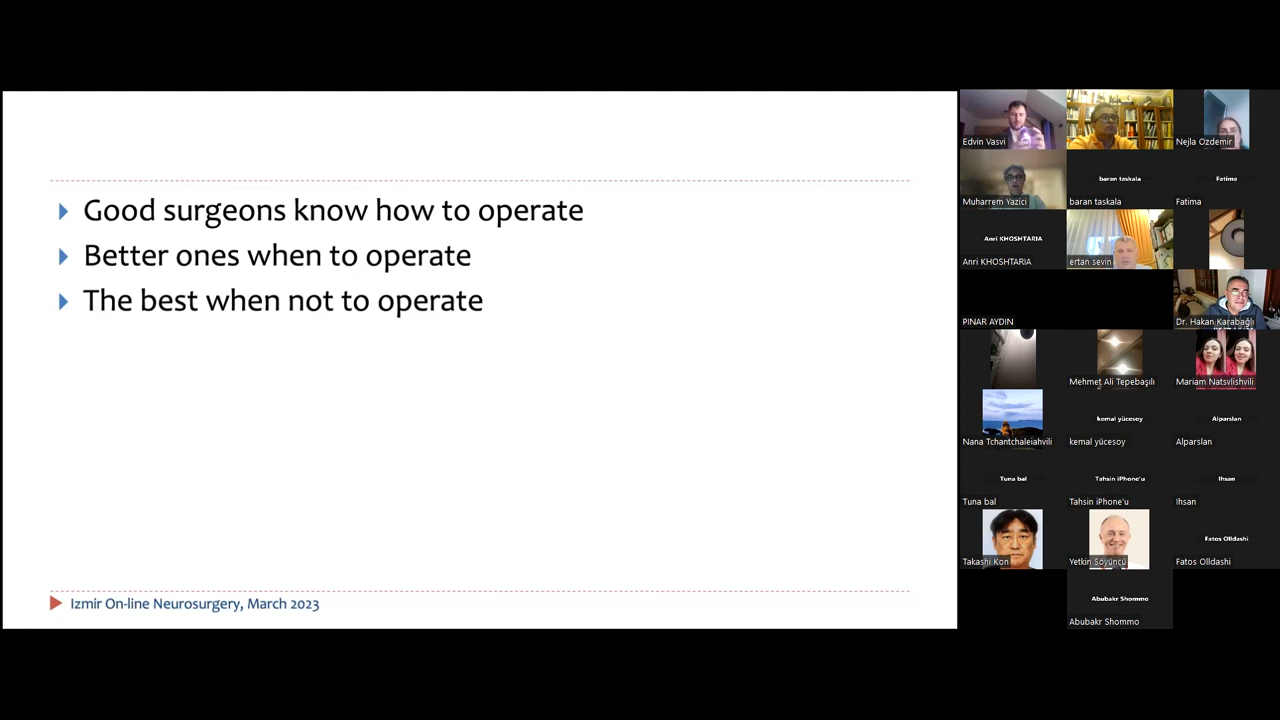 Good surgeons know how to operate
Better ones when to operate
The best when not to operate
Izmir On-line Neurosurgery, March 2023
Edvin Vasvi
Nejla Ozdemir
Muharrem Yazici
baran taskala
baran taskala
Fatima
Fatima
Anri KHOSHTARIA
Anri KHOSHTARIA
ertan sevin
PINAR AYDIN
Dr. Hakan Karabağlı
Mehmet Ali Tepebaşılı
Mariam Natsvlishvili
Nana Tchantchaleiahvili
kemal yücesoy
kemal yücesoy
Alparslan
Alparslan
Tuna bal
Tuna bal
Tahsin iPhone'u
Tahsin iPhone'u
Ihsan
Ihsan
Takashi Kon
Yetkin Söyüncü
Fatos Olldashi
Fatos Olldashi
Abubakr Shommo
Abubakr Shommo